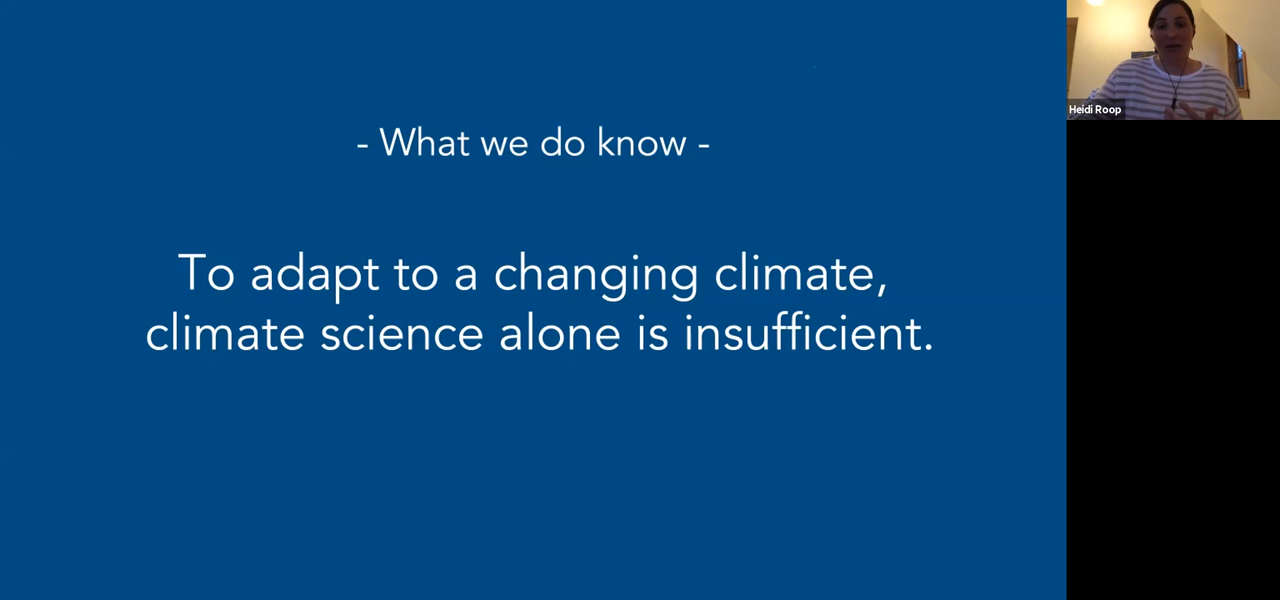 - What we do know -
To adapt to a changing climate,
climate science alone is insufficient.
Heidi Roop